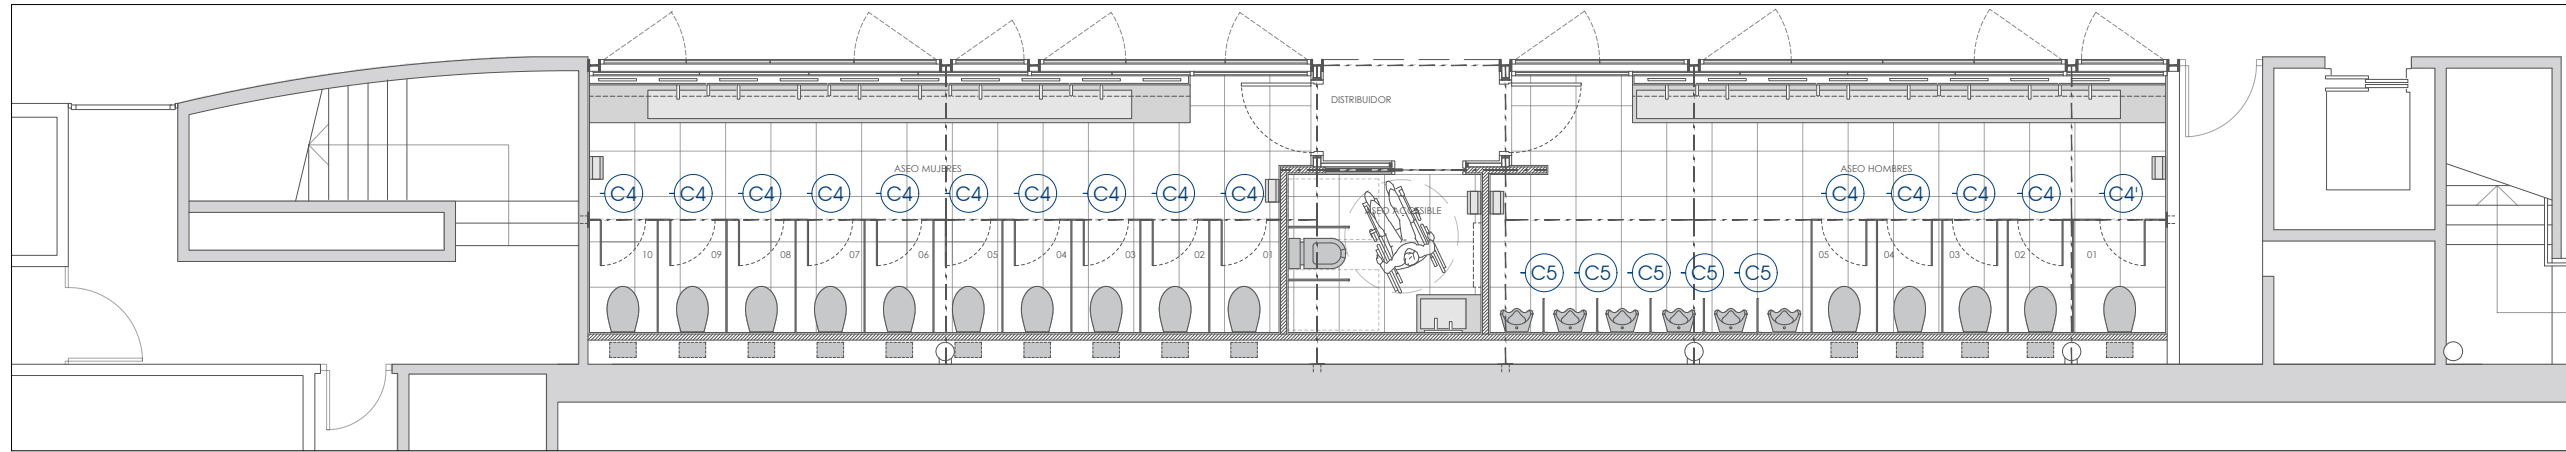 DISTRIBUIDOR
ASEO MUJERES
ASEO HOMBRES
C4 C4 C4 C4 C4 C4 C4 C4 C4 C4 C4 C4 C4 C4 C4'
ASEO ACCESIBLE
10 09 08 07 06 05 04 03 02 01 05 04 03 02 01
C5 C5 C5 C5 C5